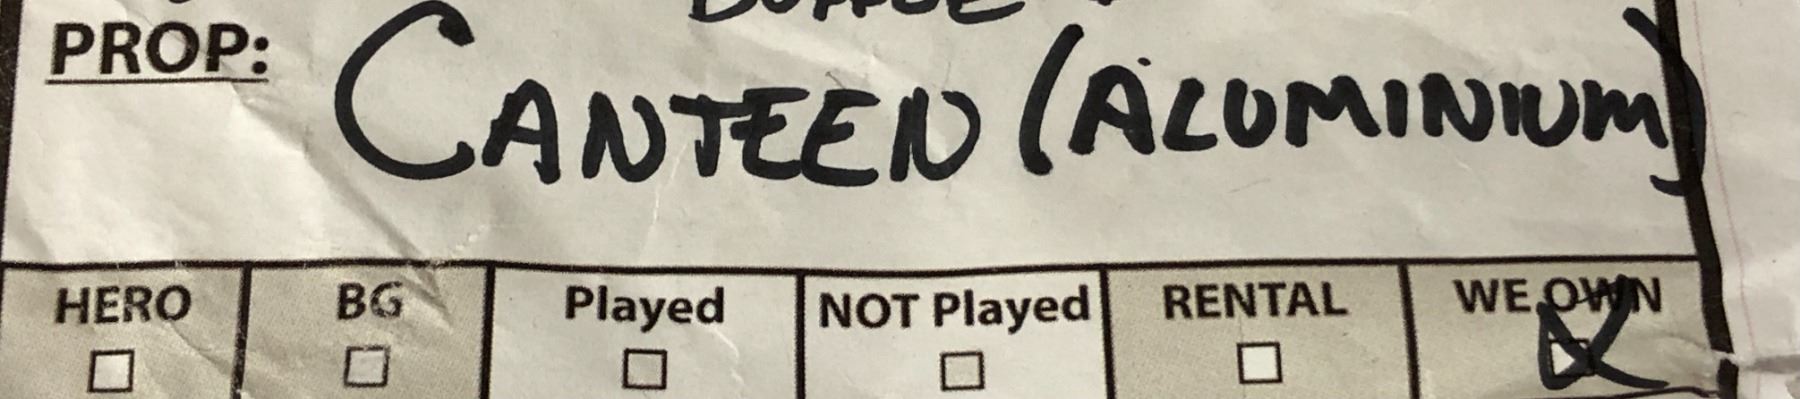 PROP: CANTEEN (ALUMINIUM)
HERO BG Played NOT Played RENTAL WE OWN